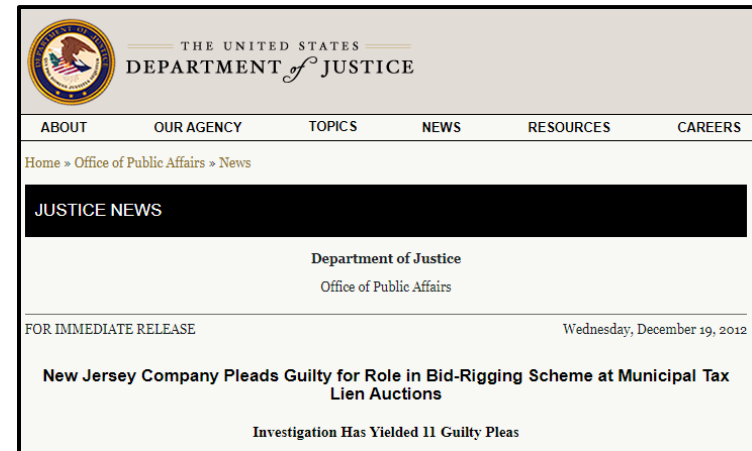 THE UNITED STATES
DEPARTMENT of JUSTICE
ABOUT OUR AGENCY TOPICS NEWS RESOURCES CAREERS
Home » Office of Public Affairs » News
JUSTICE NEWS
Department of Justice
Office of Public Affairs
FOR IMMEDIATE RELEASE Wednesday, December 19, 2012
New Jersey Company Pleads Guilty for Role in Bid-Rigging Scheme at Municipal Tax
Lien Auctions
Investigation Has Yielded 11 Guilty Pleas